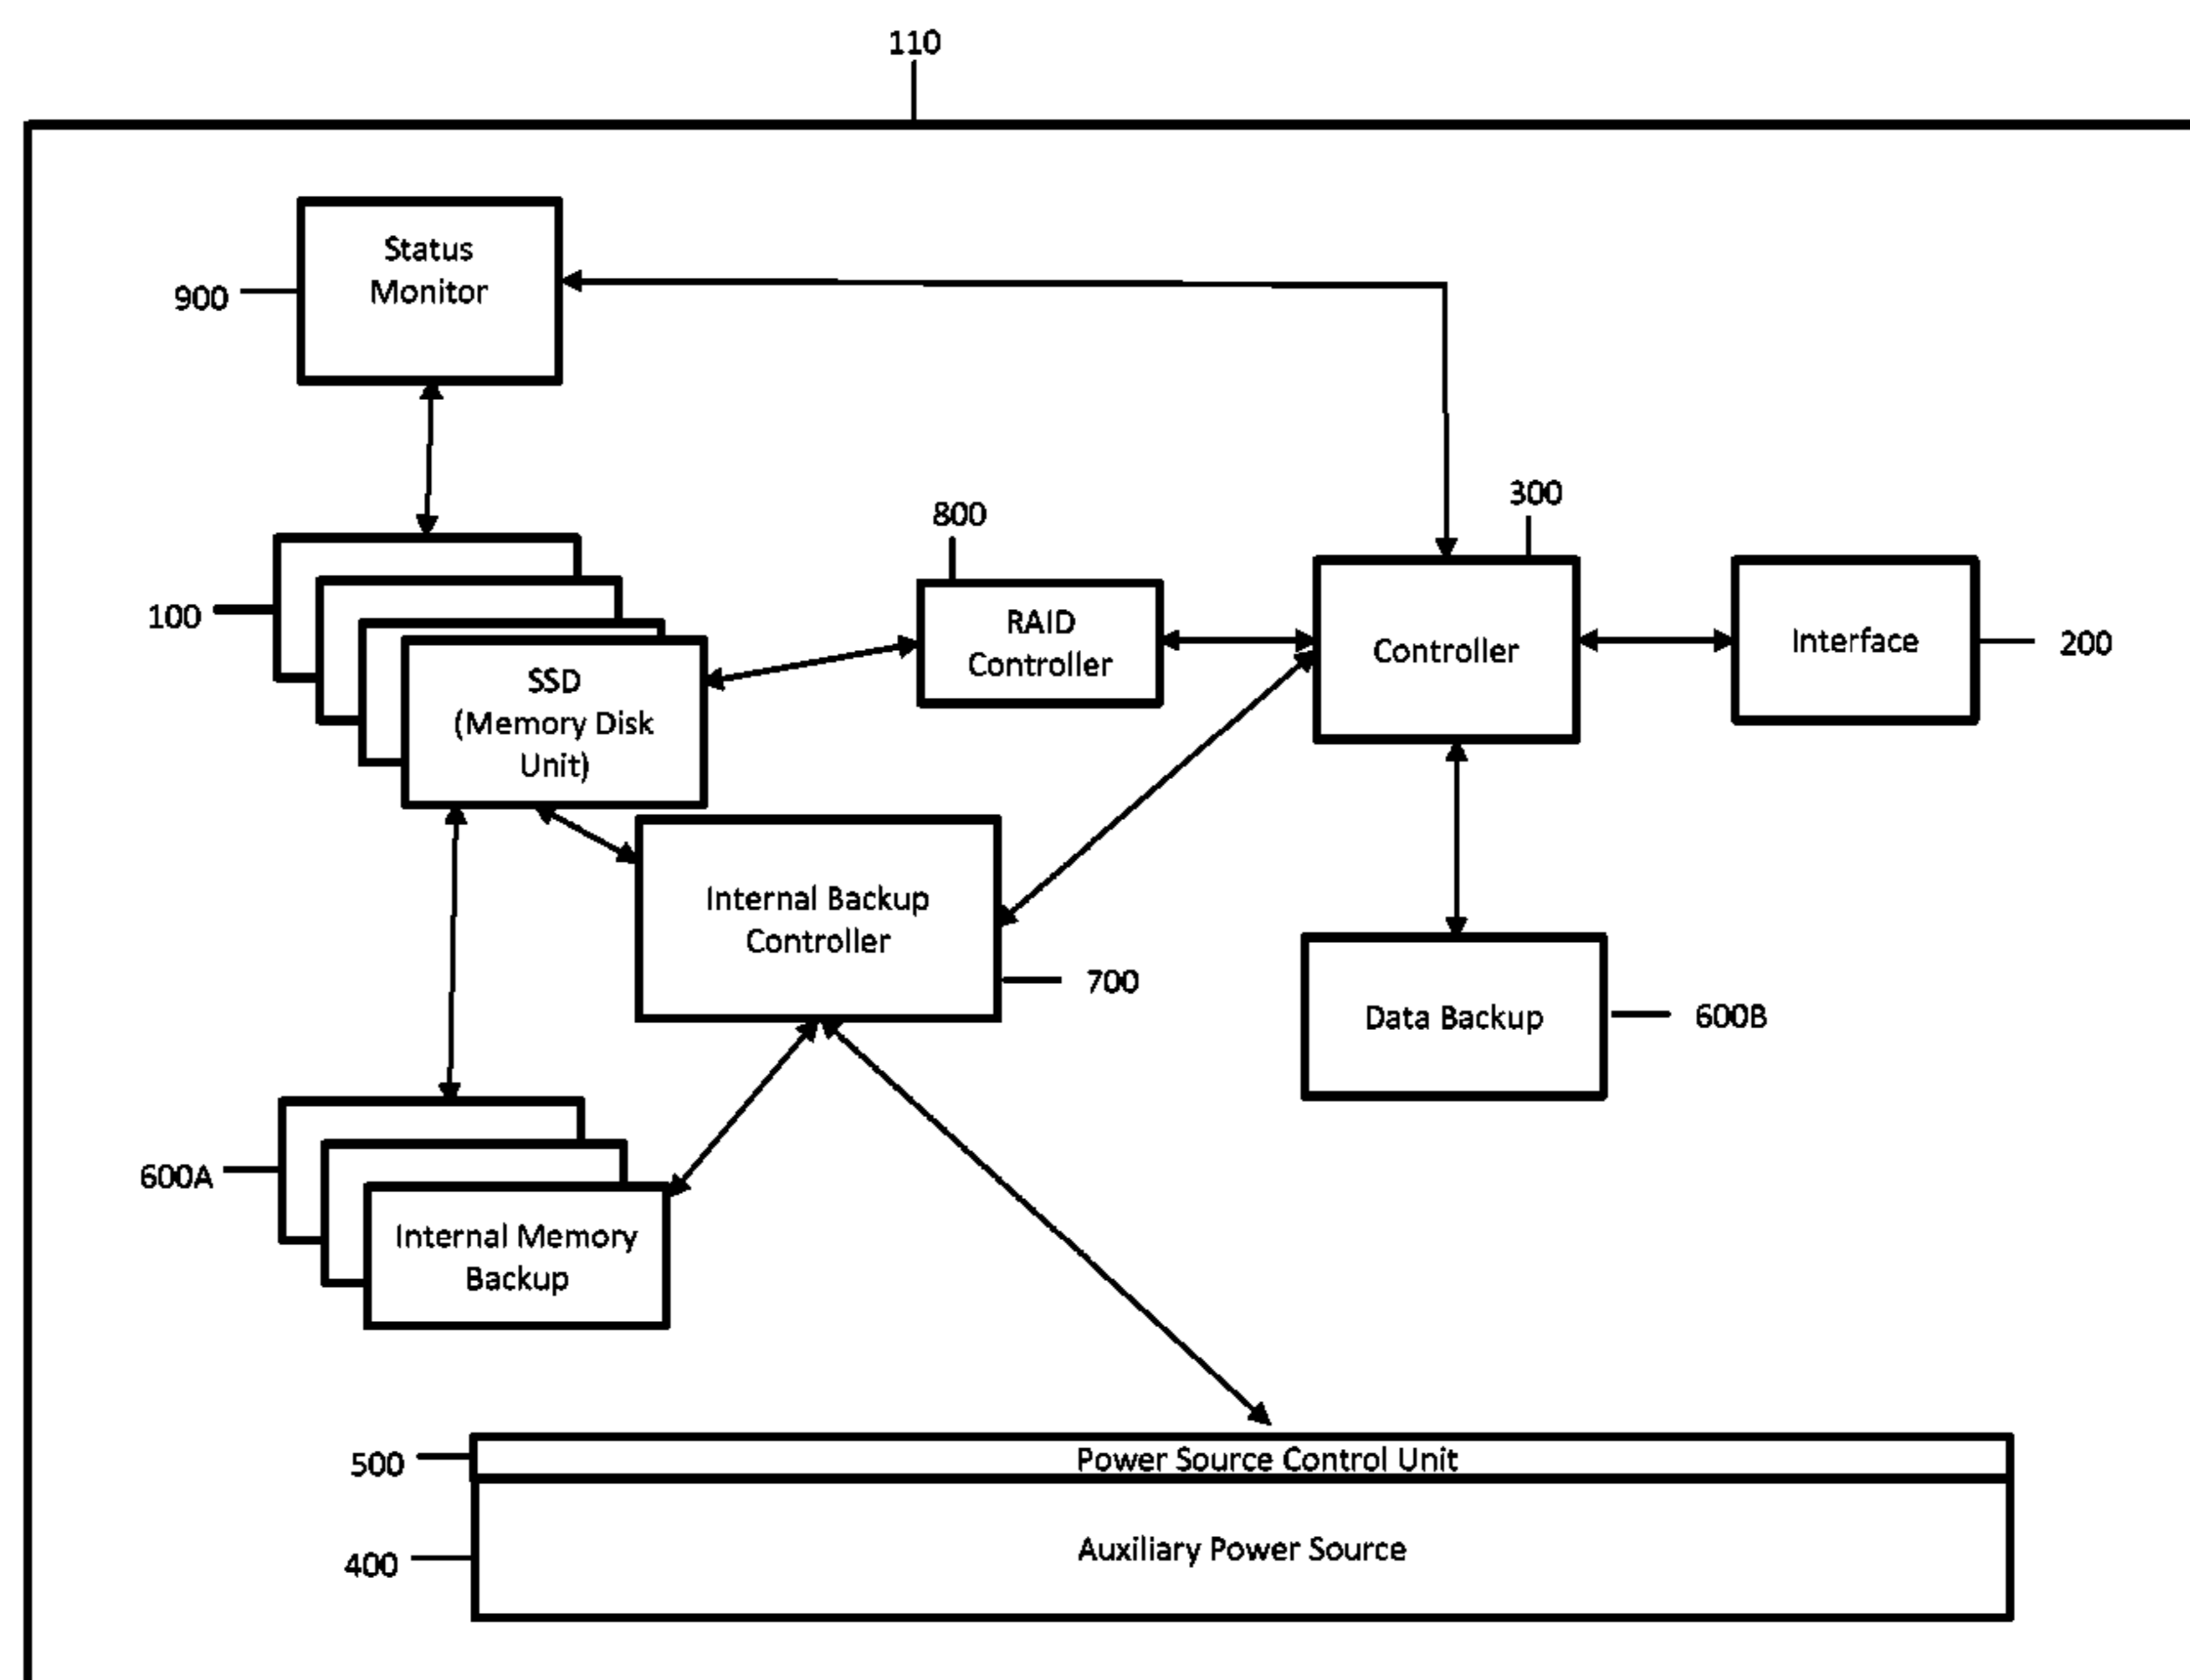 110
Status
Monitor
900
300
800
100
RAID
Controller
Controller
Interface
200
SSD
(Memory Disk
Unit)
Internal Backup
Controller
700
Data Backup
600B
600A
Internal Memory
Backup
500
Power Source Control Unit
400
Auxiliary Power Source